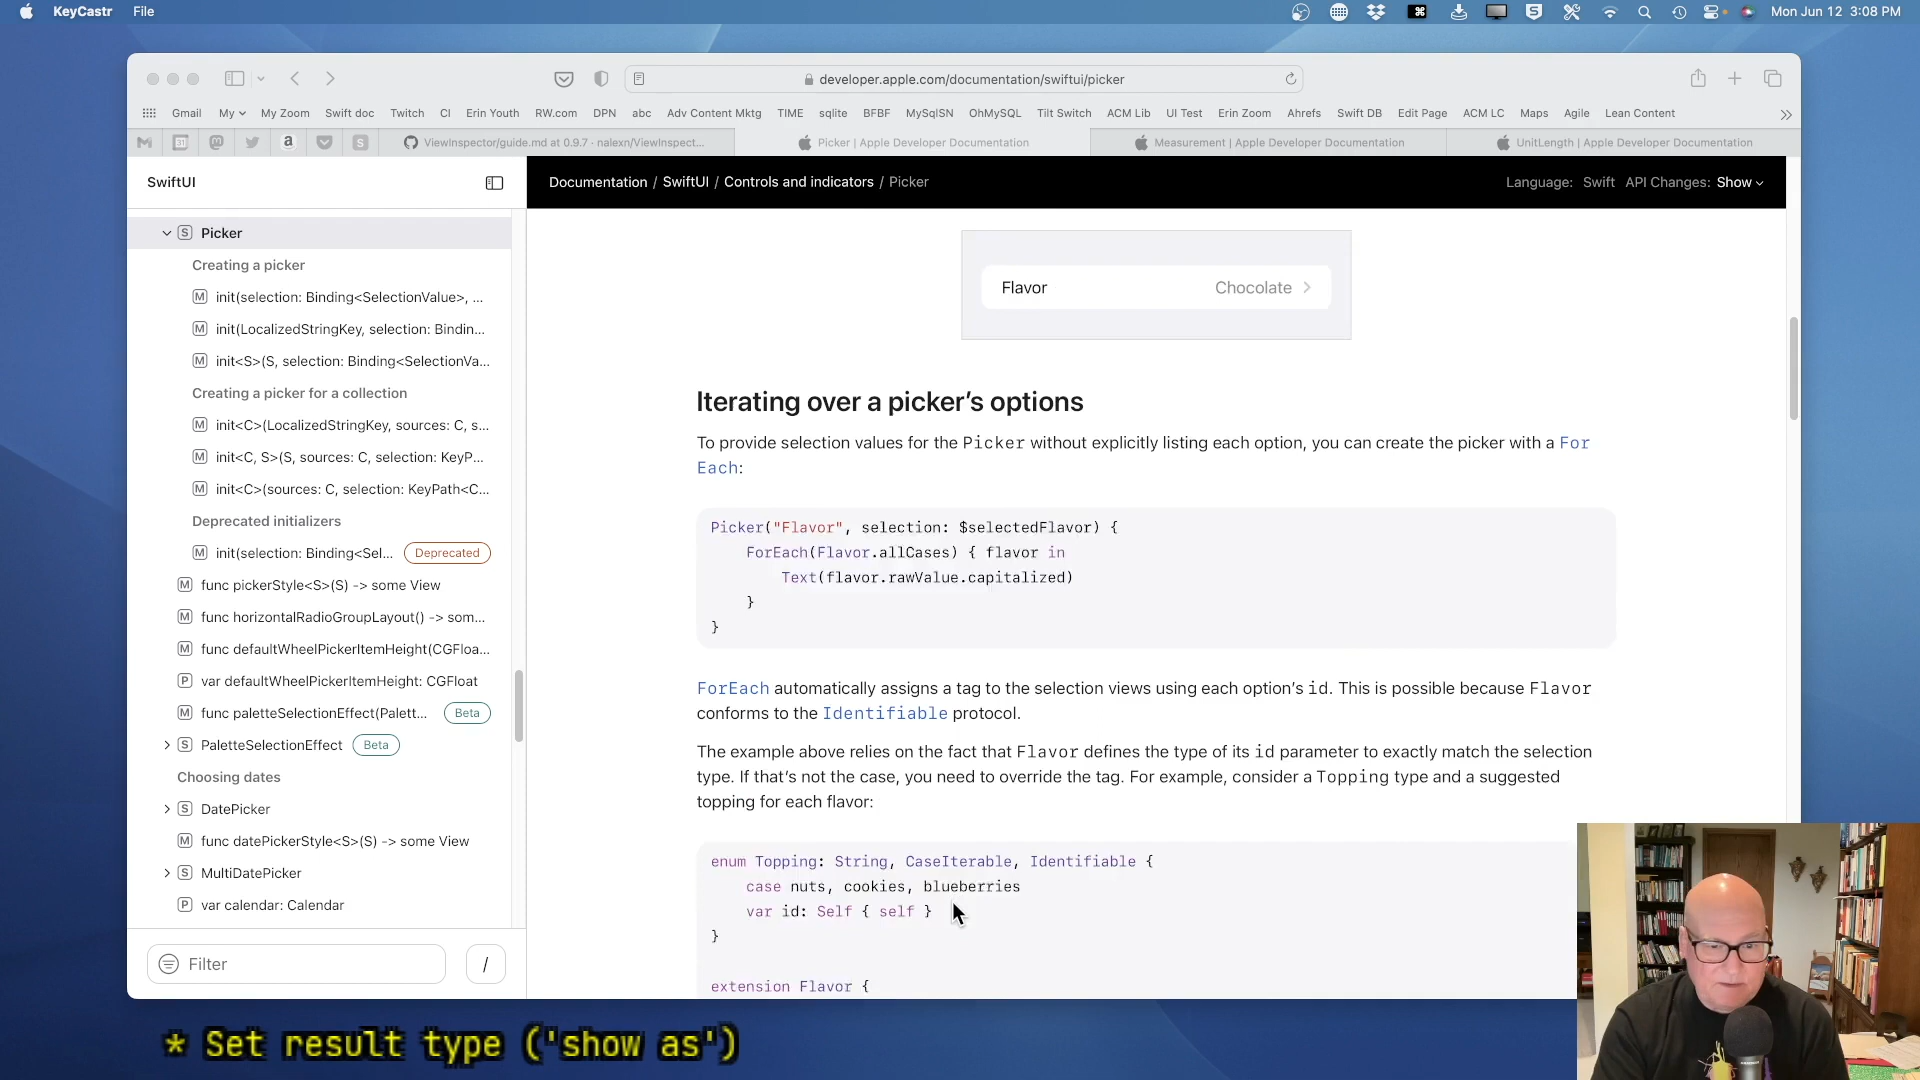 KeyCastr File
Mon Jun 12 3:08 PM
developer.apple.com/documentation/swiftui/picker
Gmail My My Zoom Swift doc Twitch CI Erin Youth RW.com DPN abc Adv Content Mktg TIME sqlite BFBF MySqlSN OhMySQL Tilt Switch ACM Lib UI Test Erin Zoom Ahrefs Swift DB Edit Page ACM LC Maps Agile Lean Content
ViewInspector/guide.md at 0.9.7 · nalexn/ViewInspect... Picker | Apple Developer Documentation Measurement | Apple Developer Documentation UnitLength | Apple Developer Documentation
SwiftUI
Documentation / SwiftUI / Controls and indicators / Picker
Language: Swift API Changes: Show
S Picker
Creating a picker
M init(selection: Binding<SelectionValue>, ...
M init(LocalizedStringKey, selection: Bindin...
M init<S>(S, selection: Binding<SelectionVa...
Creating a picker for a collection
M init<C>(LocalizedStringKey, sources: C, s...
M init<C, S>(S, sources: C, selection: KeyP...
M init<C>(sources: C, selection: KeyPath<C...
Deprecated initializers
M init(selection: Binding<Sel... Deprecated
M func pickerStyle<S>(S) -> some View
M func horizontalRadioGroupLayout() -> som...
M func defaultWheelPickerItemHeight(CGFloa...
P var defaultWheelPickerItemHeight: CGFloat
M func paletteSelectionEffect(Palett... Beta
S PaletteSelectionEffect Beta
Choosing dates
S DatePicker
M func datePickerStyle<S>(S) -> some View
S MultiDatePicker
P var calendar: Calendar
Filter /
Flavor Chocolate
Iterating over a picker’s options
To provide selection values for the Picker without explicitly listing each option, you can create the picker with a For
Each:
Picker("Flavor", selection: $selectedFlavor) {
ForEach(Flavor.allCases) { flavor in
Text(flavor.rawValue.capitalized)
}
}
ForEach automatically assigns a tag to the selection views using each option’s id. This is possible because Flavor
conforms to the Identifiable protocol.
The example above relies on the fact that Flavor defines the type of its id parameter to exactly match the selection
type. If that’s not the case, you need to override the tag. For example, consider a Topping type and a suggested
topping for each flavor:
enum Topping: String, CaseIterable, Identifiable {
case nuts, cookies, blueberries
var id: Self { self }
}
extension Flavor {
* Set result type ('show as')